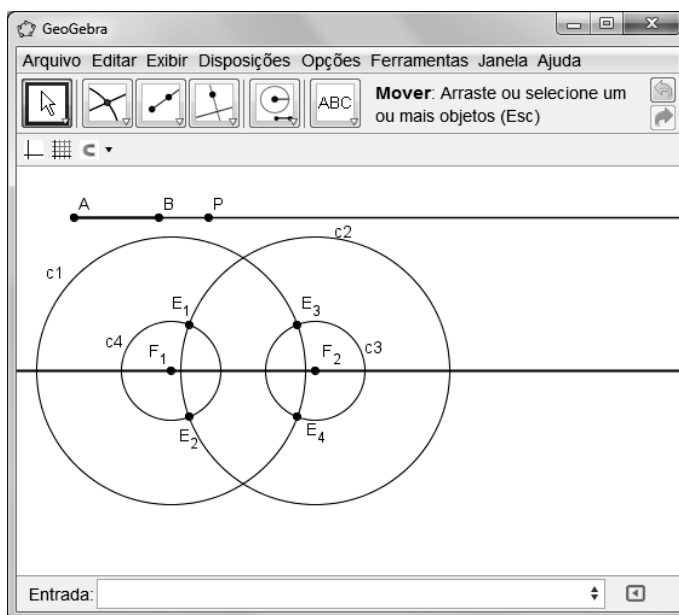 GeoGebra
Arquivo Editar Exibir Disposições Opções Ferramentas Janela Ajuda
ABC
Mover: Arraste ou selecione um
ou mais objetos (Esc)
A B P
c2
c1
E1 E3
c4 F1 F2 c3
E2 E4
Entrada: